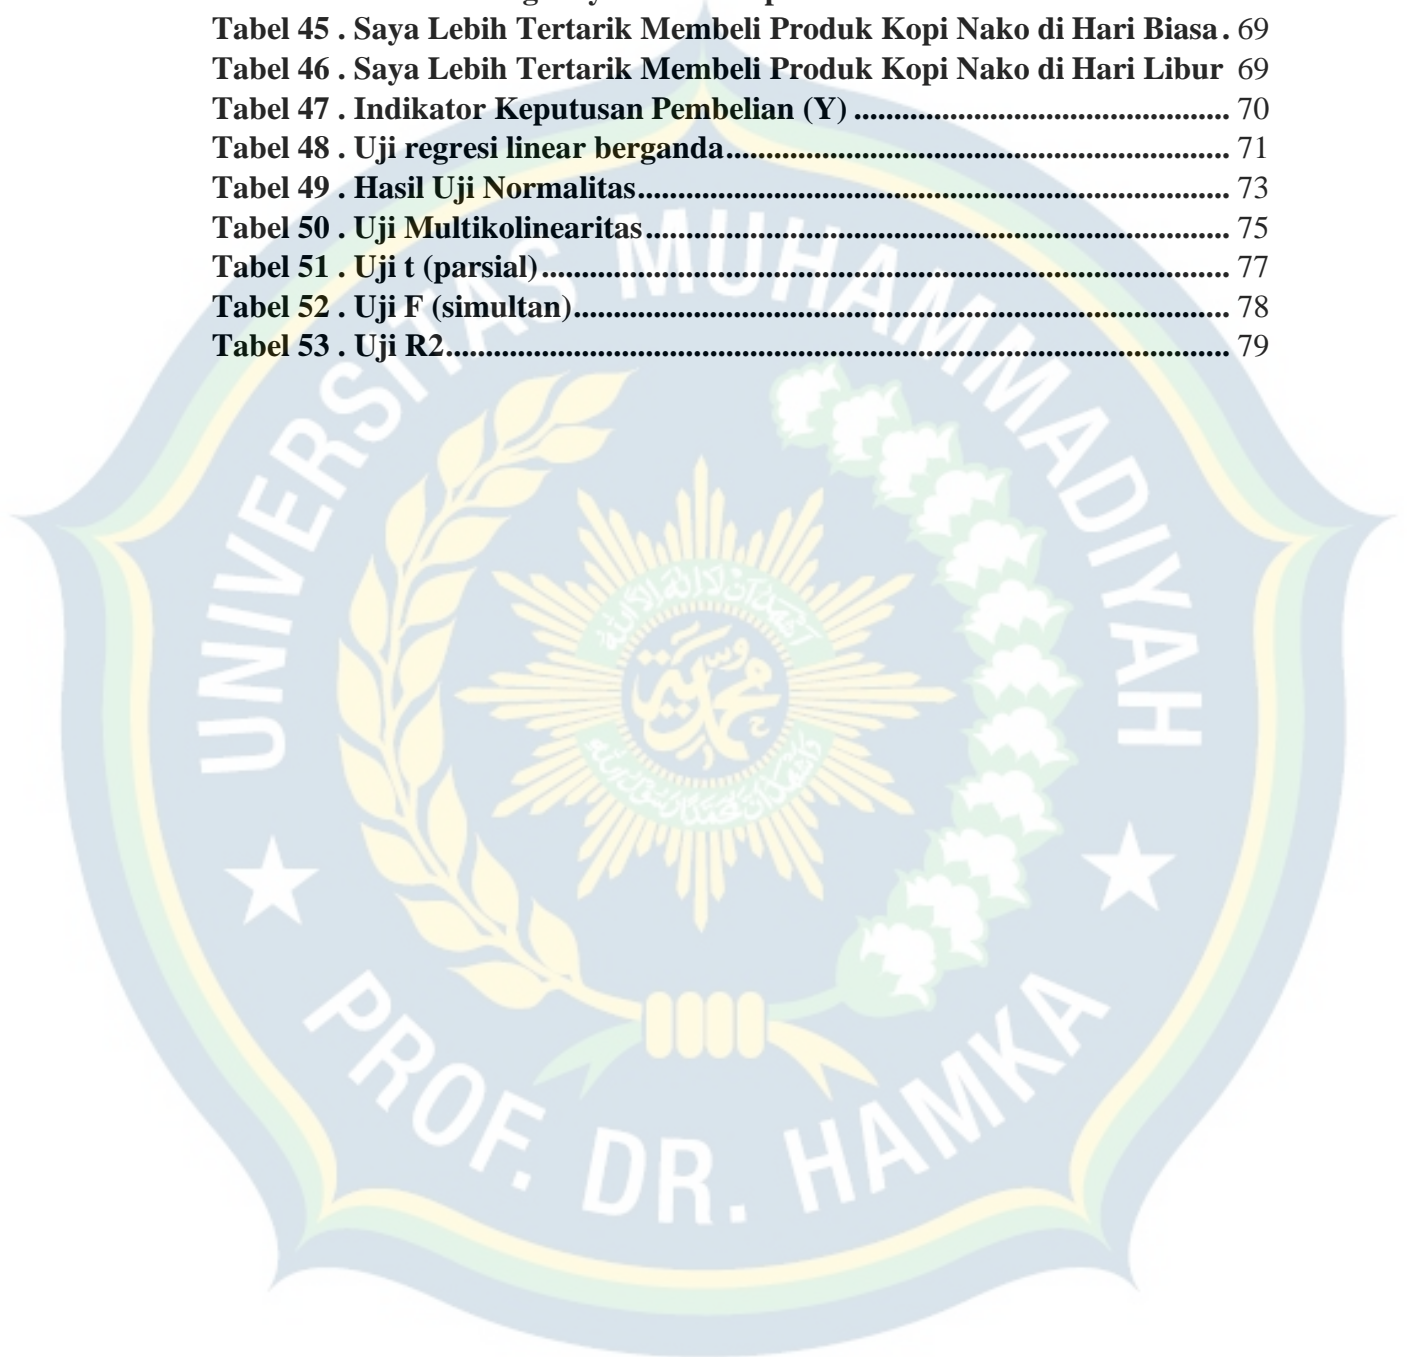 Tabel 45 . Saya Lebih Tertarik Membeli Produk Kopi Nako di Hari Biasa . 69
Tabel 46 . Saya Lebih Tertarik Membeli Produk Kopi Nako di Hari Libur 69
Tabel 47 . Indikator Keputusan Pembelian (Y) ............................................... 70
Tabel 48 . Uji regresi linear berganda............................................................... 71
Tabel 49 . Hasil Uji Normalitas.......................................................................... 73
Tabel 50 . Uji Multikolinearitas......................................................................... 75
Tabel 51 . Uji t (parsial)...................................................................................... 77
Tabel 52 . Uji F (simultan).................................................................................. 78
Tabel 53 . Uji R2.................................................................................................. 79
UNIVERSITAS MUHAMMADIYAH
PROF. DR. HAMKA